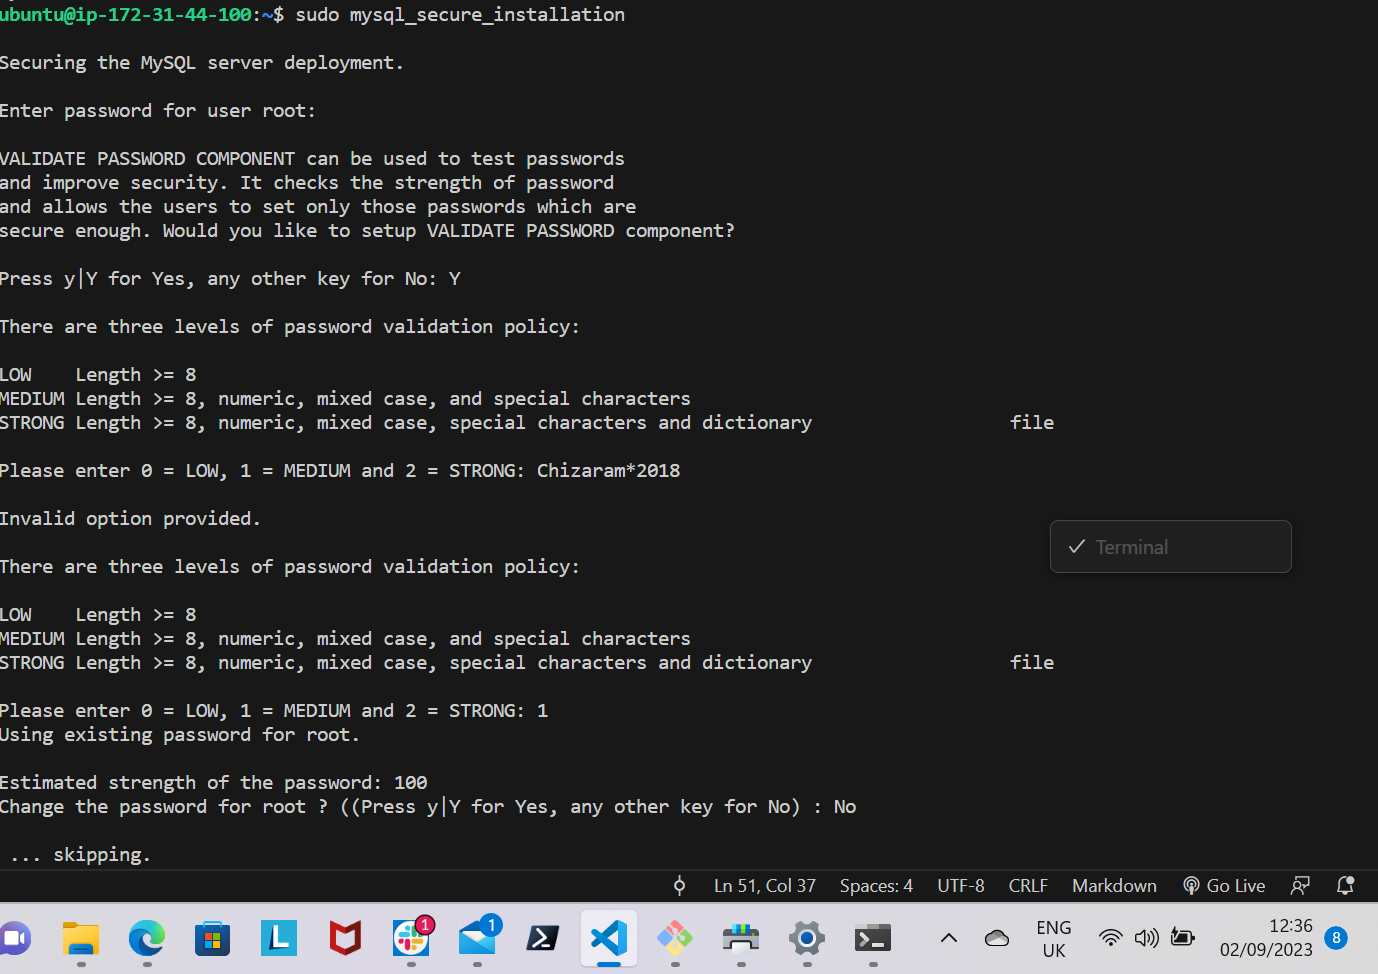 ubuntu@ip-172-31-44-100:~$ sudo mysql_secure_installation
Securing the MySQL server deployment.
Enter password for user root:
VALIDATE PASSWORD COMPONENT can be used to test passwords
and improve security. It checks the strength of password
and allows the users to set only those passwords which are
secure enough. Would you like to setup VALIDATE PASSWORD component?
Press y|Y for Yes, any other key for No: Y
There are three levels of password validation policy:
LOW    Length >= 8
MEDIUM Length >= 8, numeric, mixed case, and special characters
STRONG Length >= 8, numeric, mixed case, special characters and dictionary                  file
Please enter 0 = LOW, 1 = MEDIUM and 2 = STRONG: Chizaram*2018
Invalid option provided.
Terminal
There are three levels of password validation policy:
LOW    Length >= 8
MEDIUM Length >= 8, numeric, mixed case, and special characters
STRONG Length >= 8, numeric, mixed case, special characters and dictionary                  file
Please enter 0 = LOW, 1 = MEDIUM and 2 = STRONG: 1
Using existing password for root.
Estimated strength of the password: 100
Change the password for root ? ((Press y|Y for Yes, any other key for No) : No
 ... skipping.
Ln 51, Col 37 Spaces: 4 UTF-8 CRLF Markdown Go Live
L 1 1 ENG 12:36
UK 02/09/2023 8